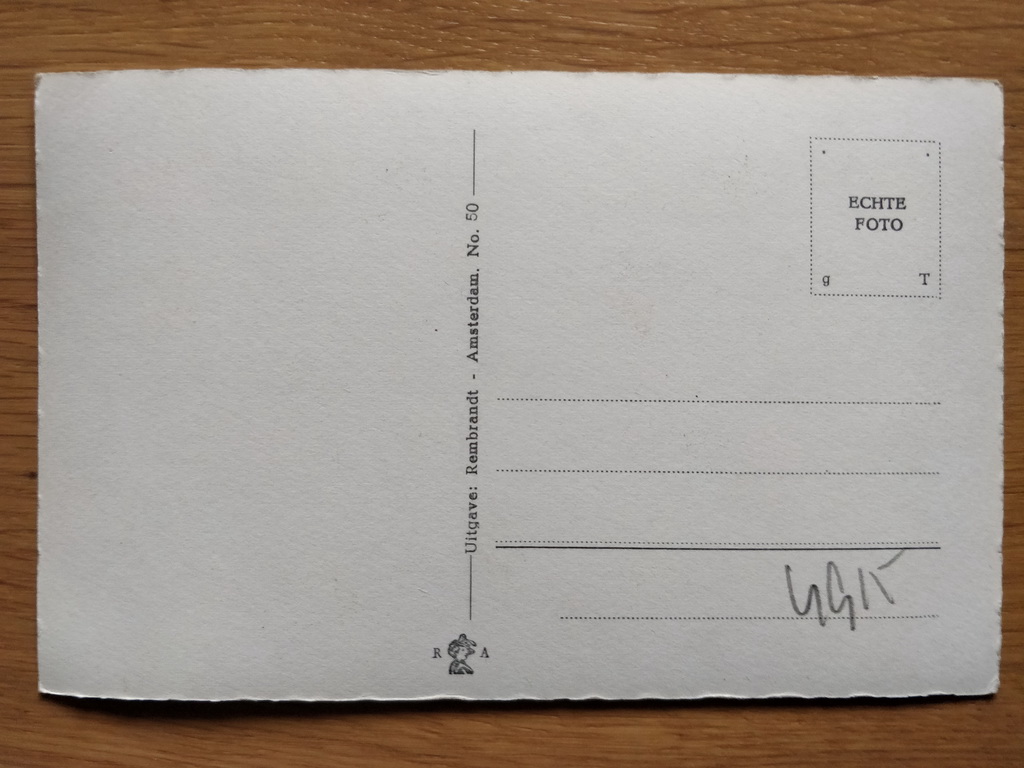 Uitgave: Rembrandt - Amsterdam. No. 50
R A
ECHTE
FOTO
g T